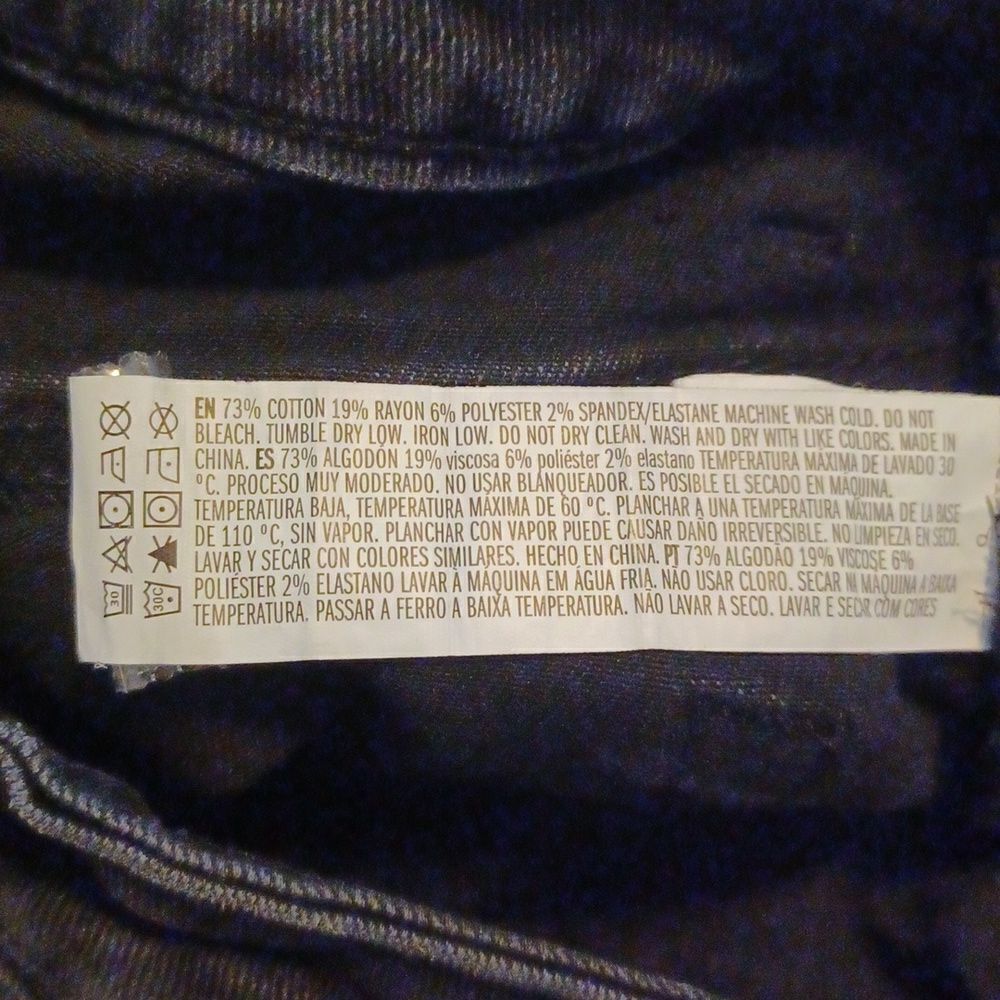 EN 73% COTTON 19% RAYON 6% POLYESTER 2% SPANDEX/ELASTANE MACHINE WASH COLD. DO NOT
BLEACH. TUMBLE DRY LOW. IRON LOW. DO NOT DRY CLEAN. WASH AND DRY WITH LIKE COLORS. MADE IN
CHINA. ES 73% ALGODÓN 19% viscosa 6% poliéster 2% elastano TEMPERATURA MÁXIMA DE LAVADO 30
ºC. PROCESO MUY MODERADO. NO USAR BLANQUEADOR. ES POSIBLE EL SECADO EN MAQUINA.
TEMPERATURA BAJA, TEMPERATURA MÁXIMA DE 60 ºC. PLANCHAR A UNA TEMPERATURA MÁXIMA DE LA BASE
DE 110 ºC, SIN VAPOR. PLANCHAR CON VAPOR PUEDE CAUSAR DAÑO IRREVERSIBLE. NO LIMPIEZA EN SECO.
LAVAR Y SECAR CON COLORES SIMILARES. HECHO EN CHINA. PT 73% ALGODÃO 19% VISCOSE 6%
POLIÉSTER 2% ELASTANO LAVAR À MÁQUINA EM ÁGUA FRIA. NÃO USAR CLORO. SECAR NI MÁQUINA A BAIXA
TEMPERATURA. PASSAR A FERRO A BAIXA TEMPERATURA. NÃO LAVAR A SECO. LAVAR E SECAR COM CORES
30 30C